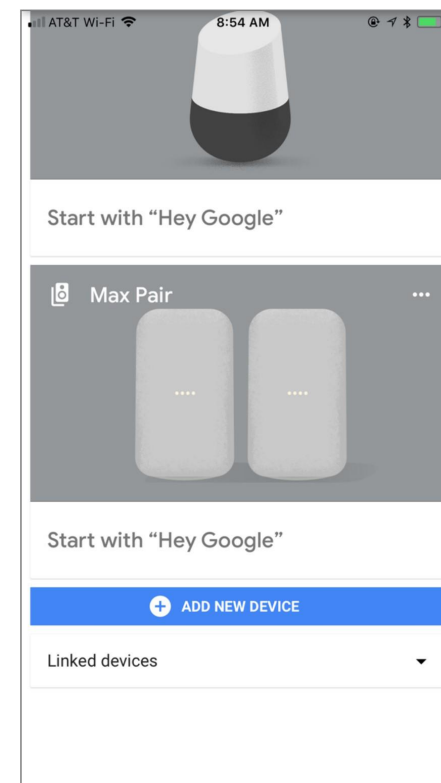 AT&T Wi-Fi 8:54 AM
Start with “Hey Google”
Max Pair
Start with “Hey Google”
ADD NEW DEVICE
Linked devices